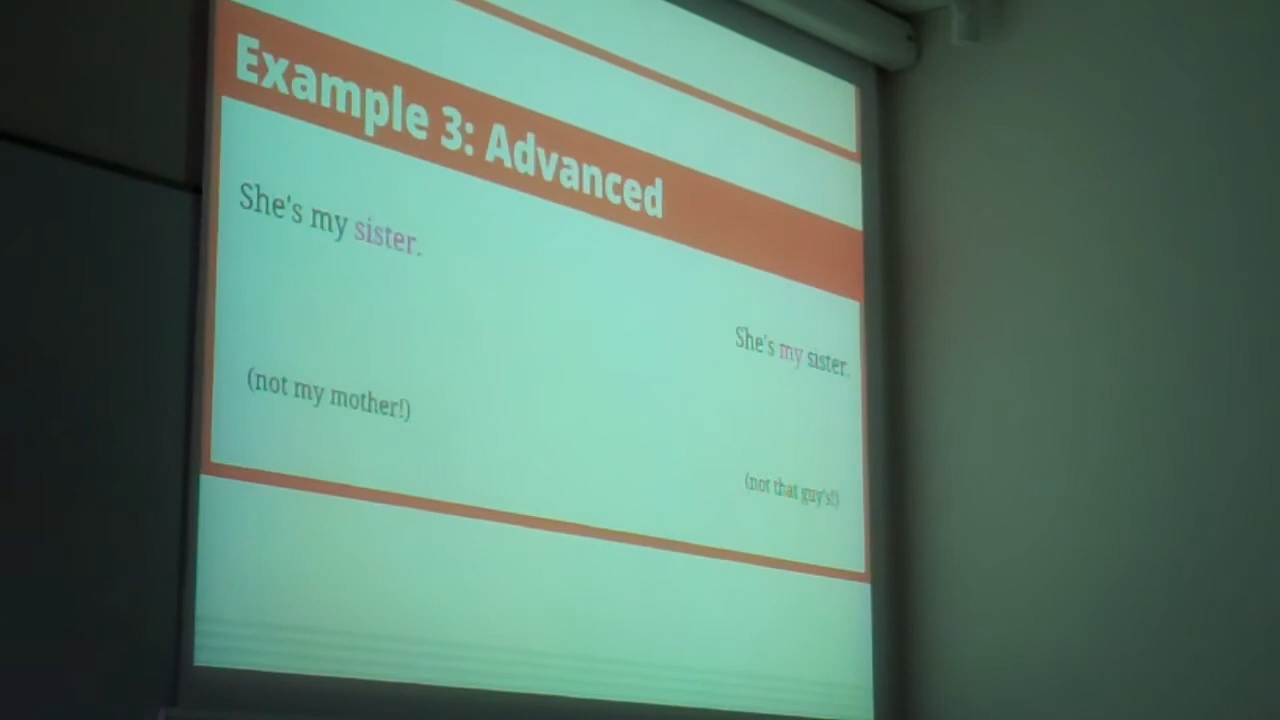 Example 3: Advanced
She's my sister.
She's my sister.
(not my mother!)
(not that guy's!)